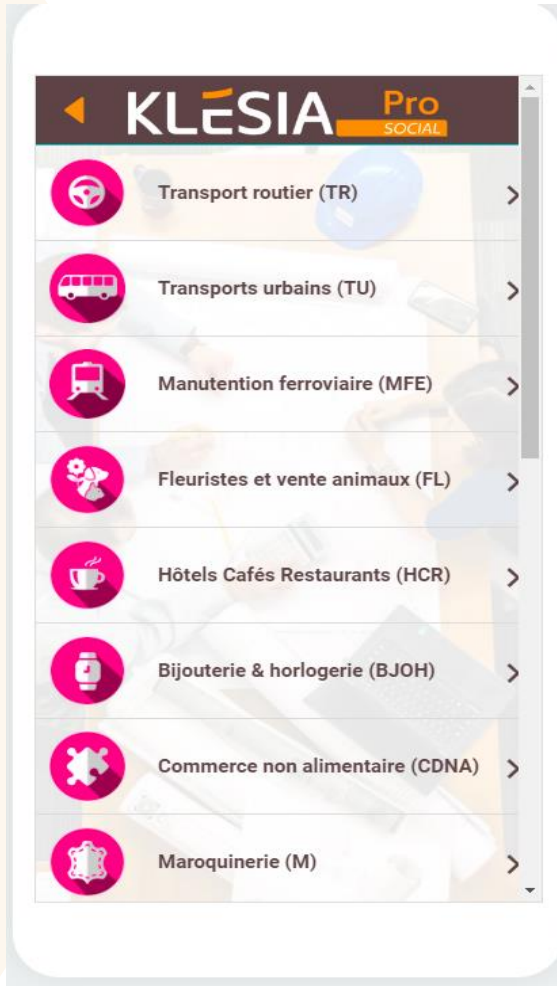 KLESIA Pro
SOCIAL
Transport routier (TR)
Transports urbains (TU)
Manutention ferroviaire (MFE)
Fleuristes et vente animaux (FL)
Hôtels Cafés Restaurants (HCR)
Bijouterie & horlogerie (BJOH)
Commerce non alimentaire (CDNA)
Maroquinerie (M)